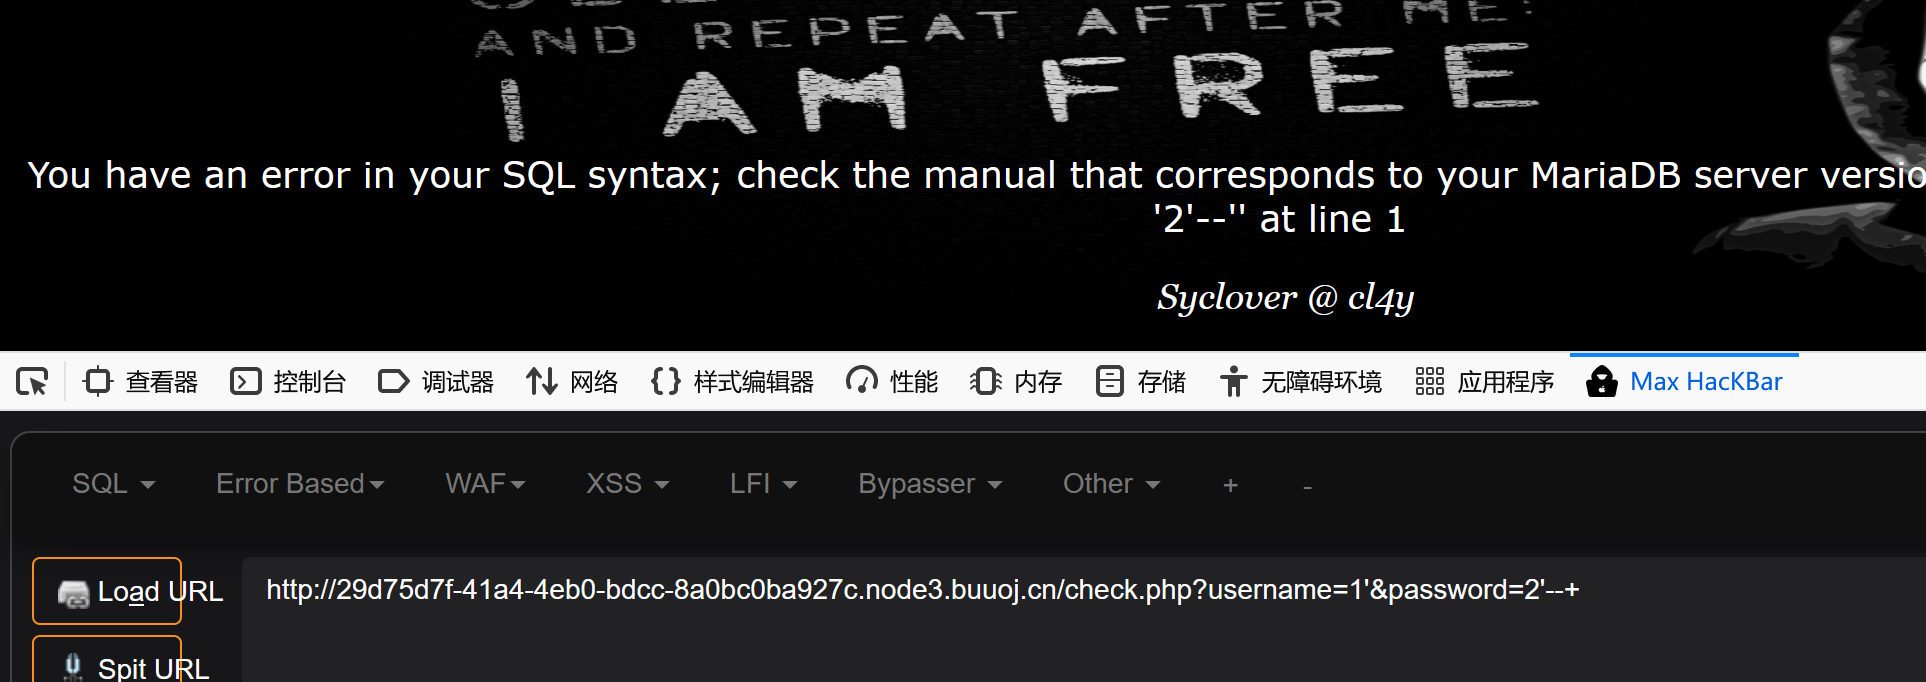 AND REPEAT AFTER ME:
I AM FREE
You have an error in your SQL syntax; check the manual that corresponds to your MariaDB server versio
'2'--'' at line 1
Syclover @ cl4y
查看器 控制台 调试器 网络 样式编辑器 性能 内存 存储 无障碍环境 应用程序 Max HacKBar
SQL Error Based WAF XSS LFI Bypasser Other + -
Load URL http://29d75d7f-41a4-4eb0-bdcc-8a0bc0ba927c.node3.buuoj.cn/check.php?username=1'&password=2'--+
Spit URL